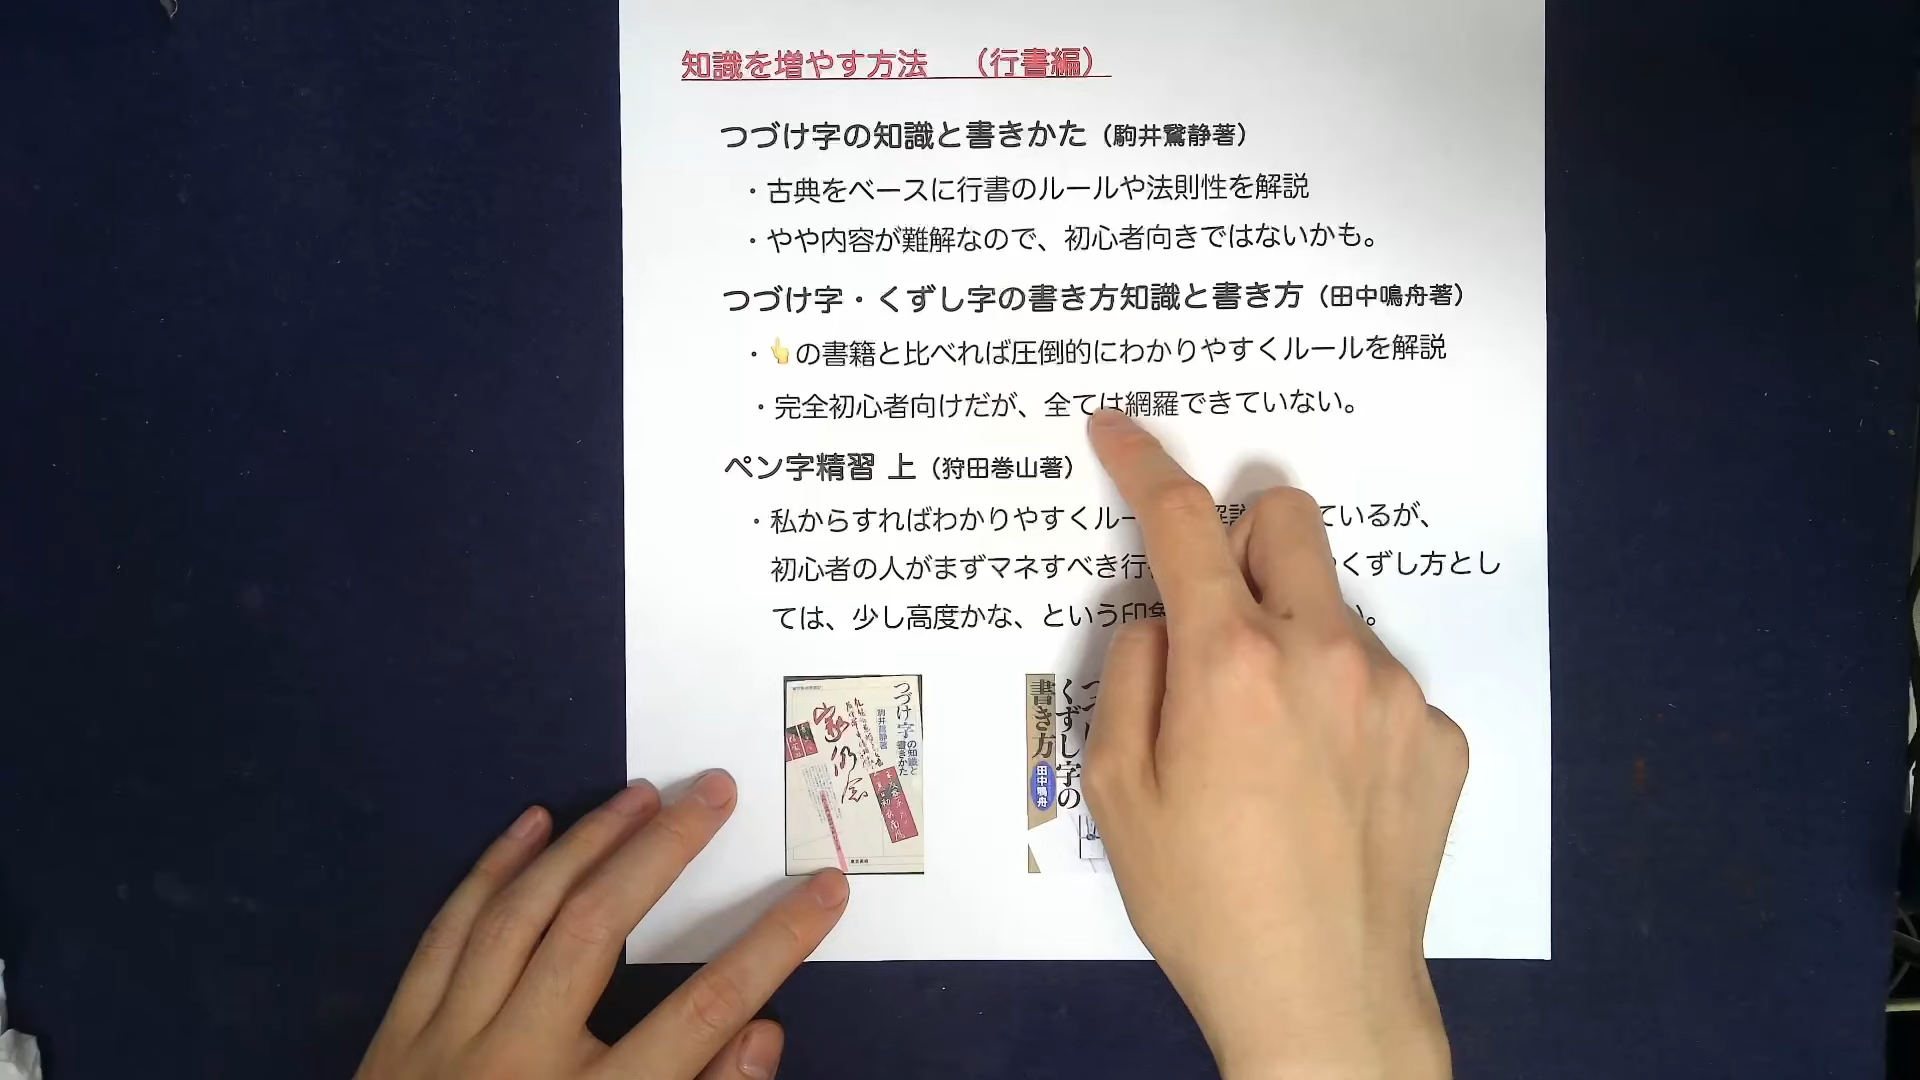 知識を増やす方法 （行書編）
つづけ字の知識と書きかた（駒井鵞静著）
・古典をベースに行書のルールや法則性を解説
・やや内容が難解なので、初心者向きではないかも。
つづけ字・くずし字の書き方知識と書き方（田中鳴舟著）
・👆の書籍と比べれば圧倒的にわかりやすくルールを解説
・完全初心者向けだが、全ては網羅できていない。
ペン字精習 上（狩田巻山著）
・私からすればわかりやすくルー 解説 ているが、
初心者の人がまずマネすべき行 くずし方とし
ては、少し高度かな、という印象 。
つづけ字の知識と書きかた
駒井鵞静著
くずし字の
書き方
田中鳴舟